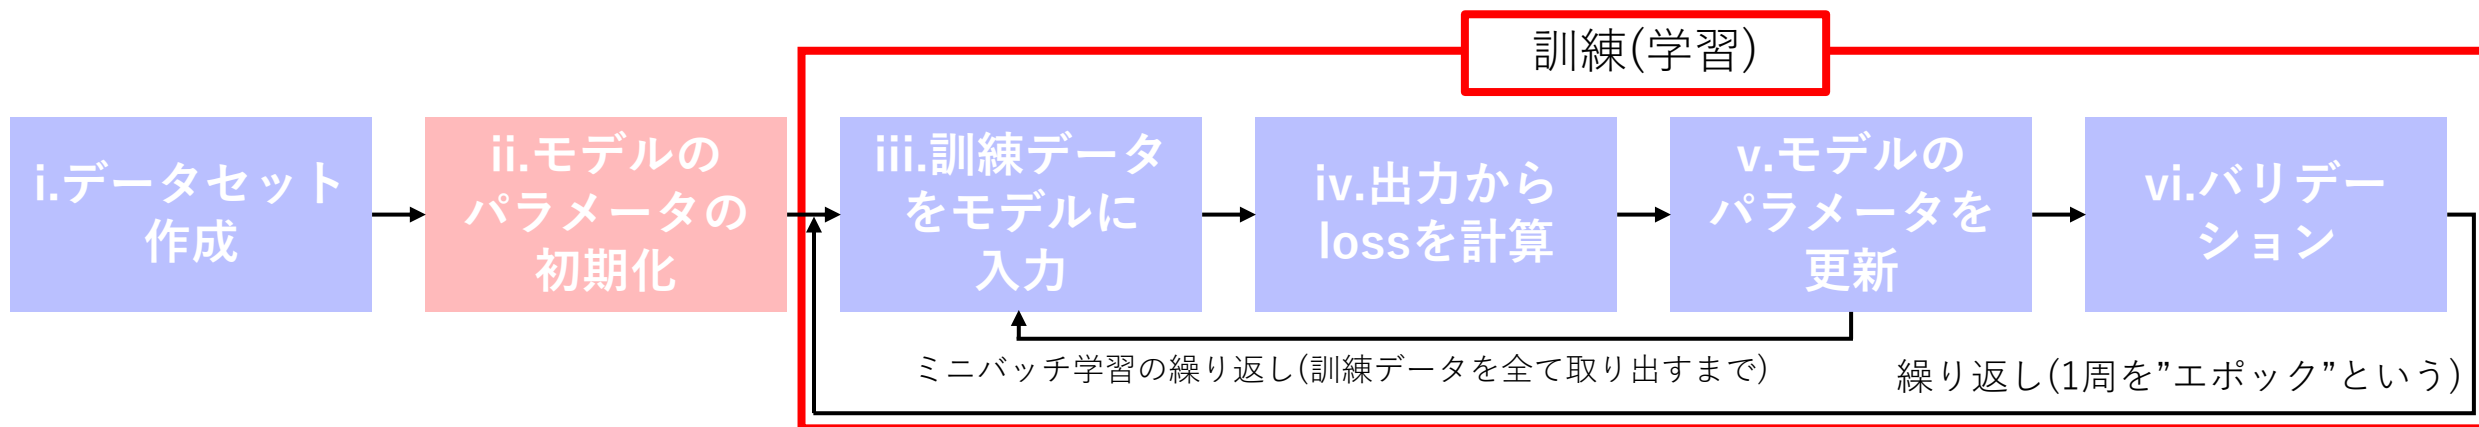 訓練(学習)
i.データセット
作成
ii.モデルの
パラメータの
初期化
iii.訓練データ
をモデルに
入力
iv.出力から
lossを計算
v.モデルの
パラメータを
更新
vi.バリデー
ション
ミニバッチ学習の繰り返し(訓練データを全て取り出すまで)
繰り返し(1周を”エポック”という)